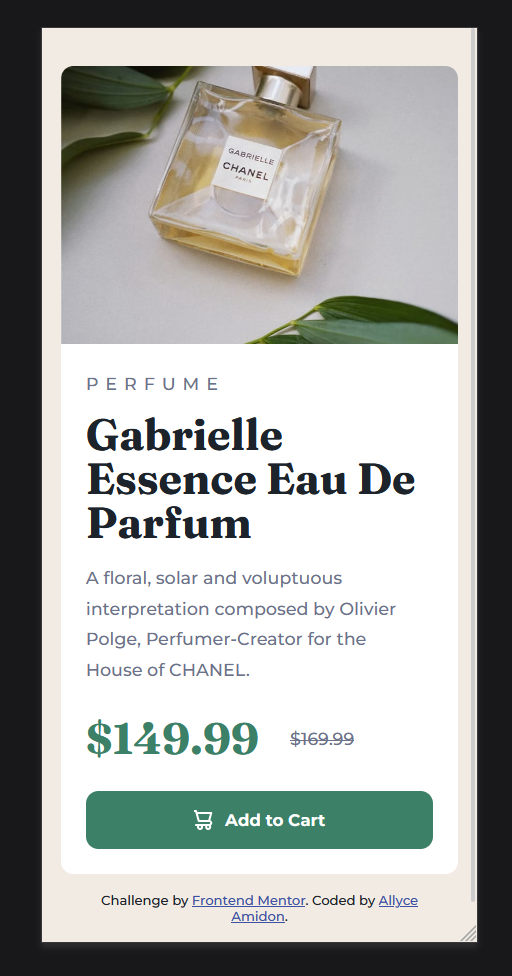 GABRIELLE
CHANEL
PARIS
PERFUME
Gabrielle
Essence Eau De
Parfum
A floral, solar and voluptuous
interpretation composed by Olivier
Polge, Perfumer-Creator for the
House of CHANEL.
$149.99 $169.99
Add to Cart
Challenge by Frontend Mentor. Coded by Allyce
Amidon.